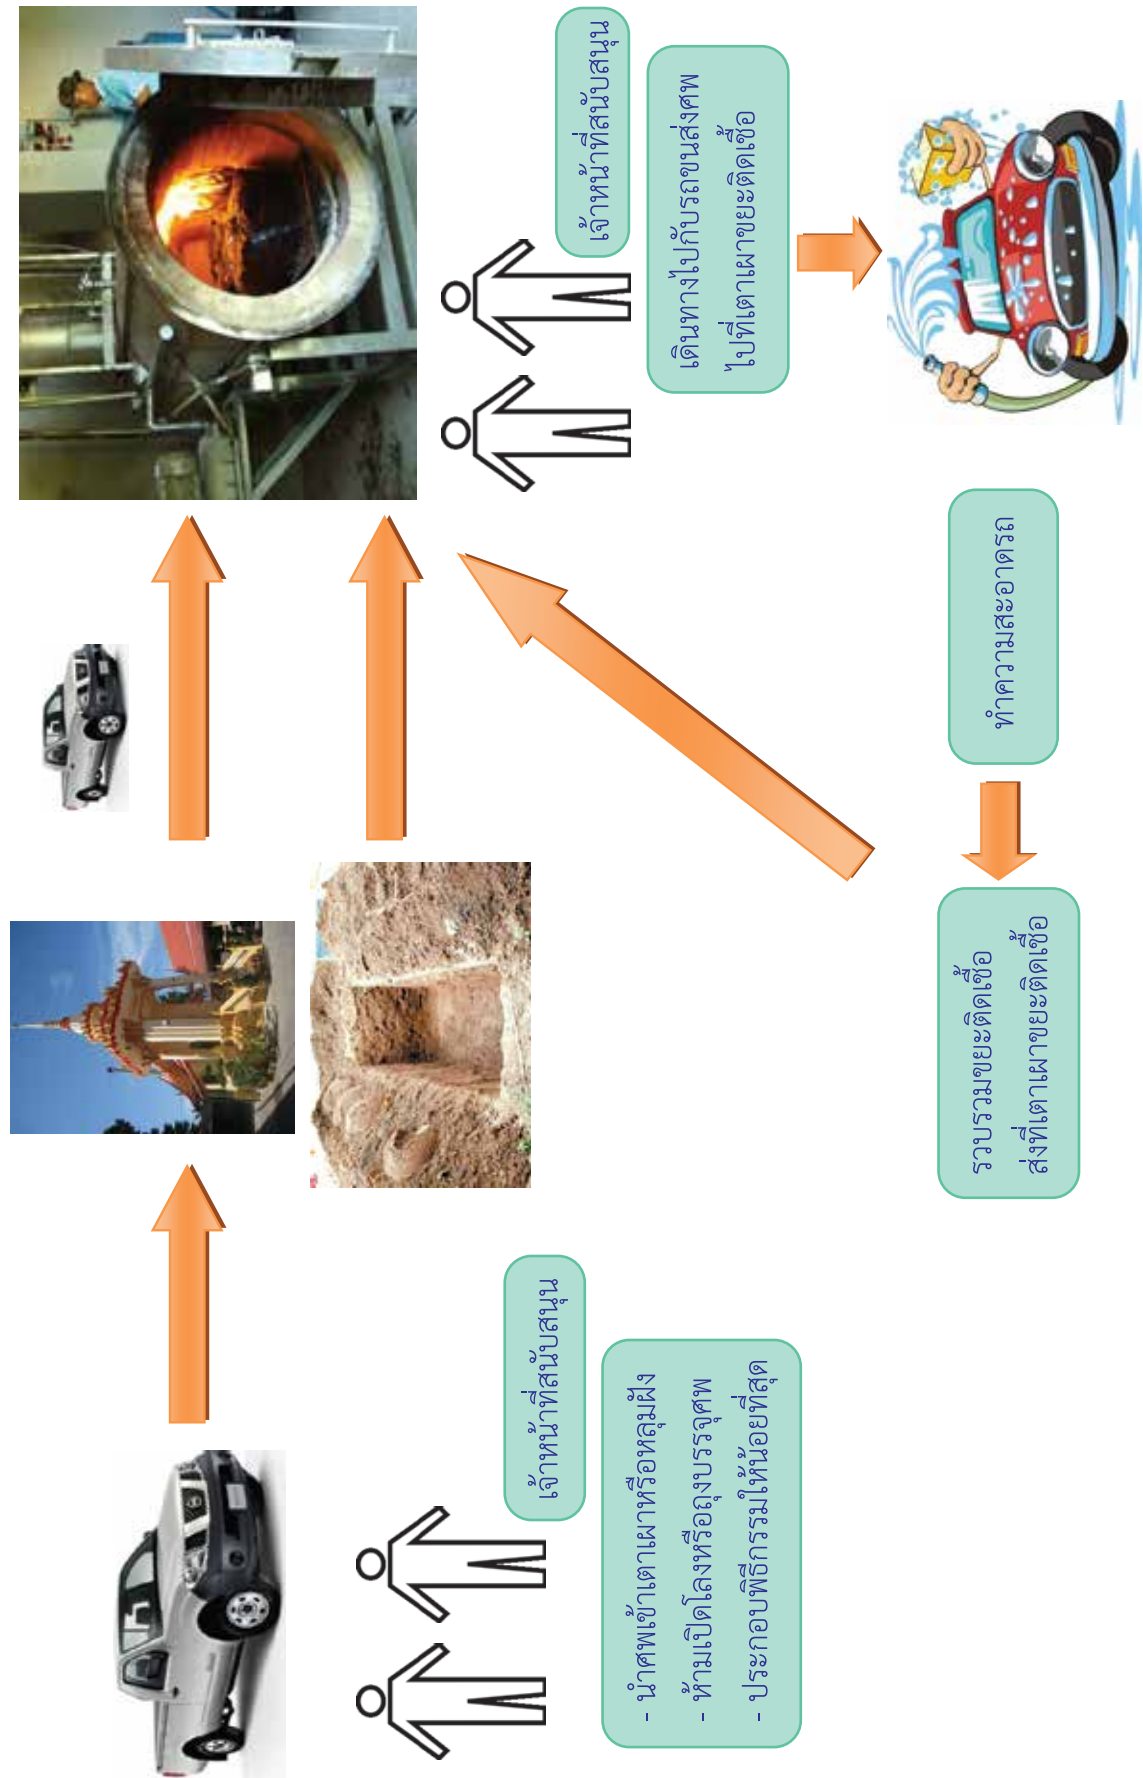 เจ้าหน้าที่สนับสนุน
- นำศพเข้าเตาเผาหรือหลุมฝัง
- ห้ามเปิดโลงหรือถุงบรรจุศพ
- ประกอบพิธีกรรมให้น้อยที่สุด
เจ้าหน้าที่สนับสนุน
เดินทางไปกับรถขนส่งศพ
ไปที่เตาเผาขยะติดเชื้อ
ทำความสะอาดรถ
รวบรวมขยะติดเชื้อ
ส่งที่เตาเผาขยะติดเชื้อ